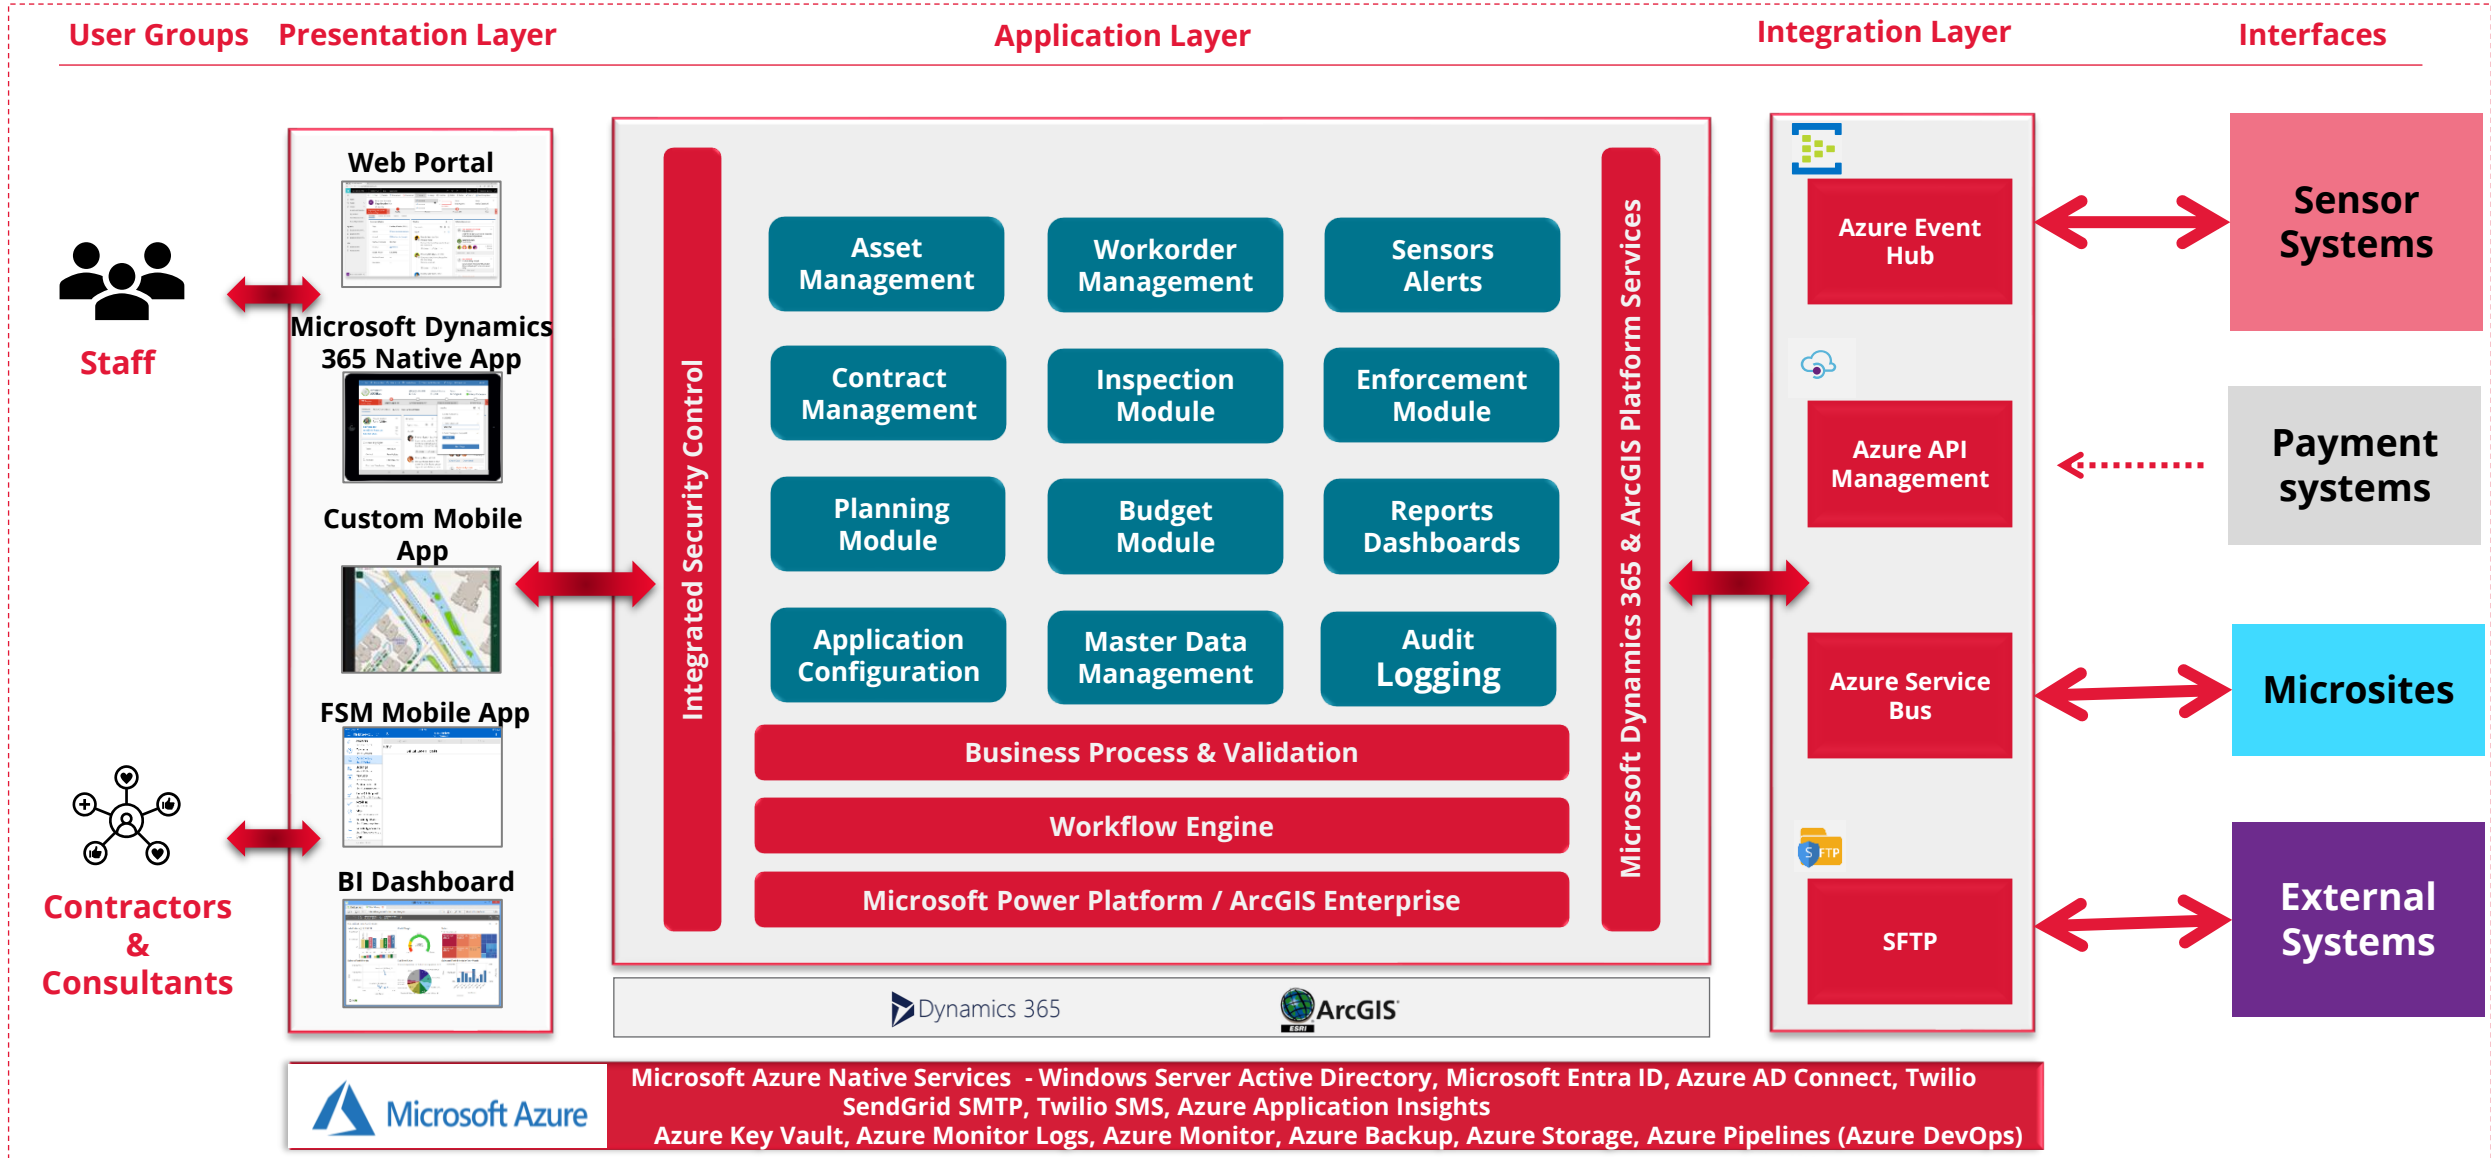 User Groups
Presentation Layer
Application Layer
Integration Layer
Interfaces
Staff
Contractors
&
Consultants
Web Portal
Microsoft Dynamics
365 Native App
Custom Mobile
App
FSM Mobile App
BI Dashboard
Integrated Security Control
Asset
Management
Workorder
Management
Sensors
Alerts
Contract
Management
Inspection
Module
Enforcement
Module
Planning
Module
Budget
Module
Reports
Dashboards
Application
Configuration
Master Data
Management
Audit
Logging
Business Process & Validation
Workflow Engine
Microsoft Power Platform / ArcGIS Enterprise
Microsoft Dynamics 365 & ArcGIS Platform Services
Dynamics 365
ArcGIS
ESRI
Azure Event
Hub
Azure API
Management
Azure Service
Bus
SFTP
SFTP
Sensor
Systems
Payment
systems
Microsites
External
Systems
Microsoft Azure
Microsoft Azure Native Services - Windows Server Active Directory, Microsoft Entra ID, Azure AD Connect, Twilio
SendGrid SMTP, Twilio SMS, Azure Application Insights
Azure Key Vault, Azure Monitor Logs, Azure Monitor, Azure Backup, Azure Storage, Azure Pipelines (Azure DevOps)